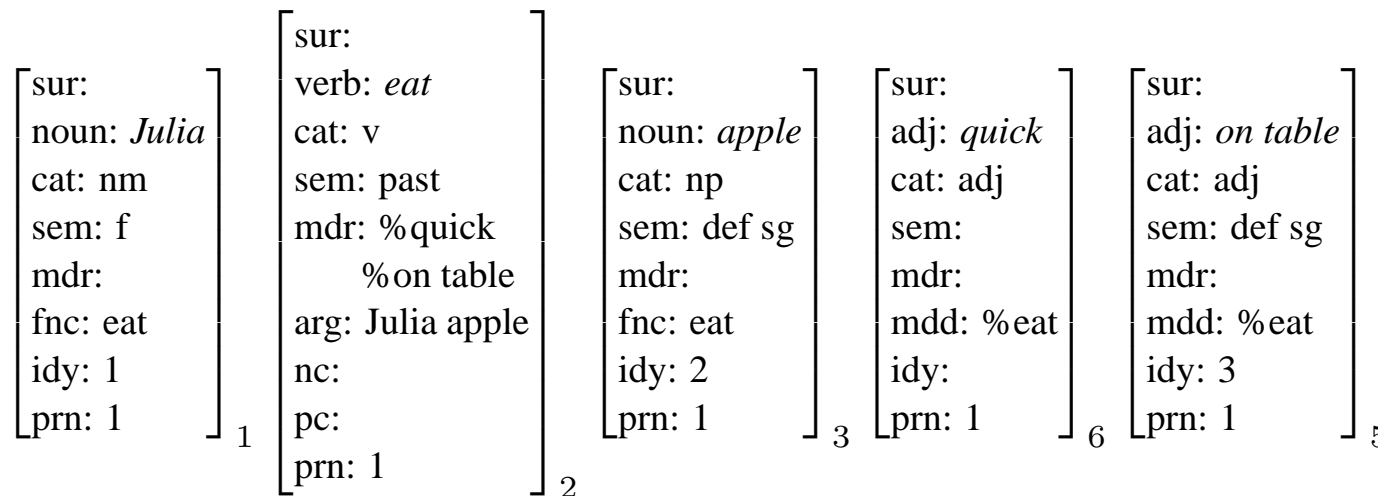 sur:
noun: Julia
cat: nm
sem: f
mdr:
fnc: eat
idy: 1
prn: 1
1
sur:
verb: eat
cat: v
sem: past
mdr: %quick
%on table
arg: Julia apple
nc:
pc:
prn: 1
2
sur:
noun: apple
cat: np
sem: def sg
mdr:
fnc: eat
idy: 2
prn: 1
3
sur:
adj: quick
cat: adj
sem:
mdr:
mdd: %eat
idy:
prn: 1
6
sur:
adj: on table
cat: adj
sem: def sg
mdr:
mdd: %eat
idy: 3
prn: 1
5